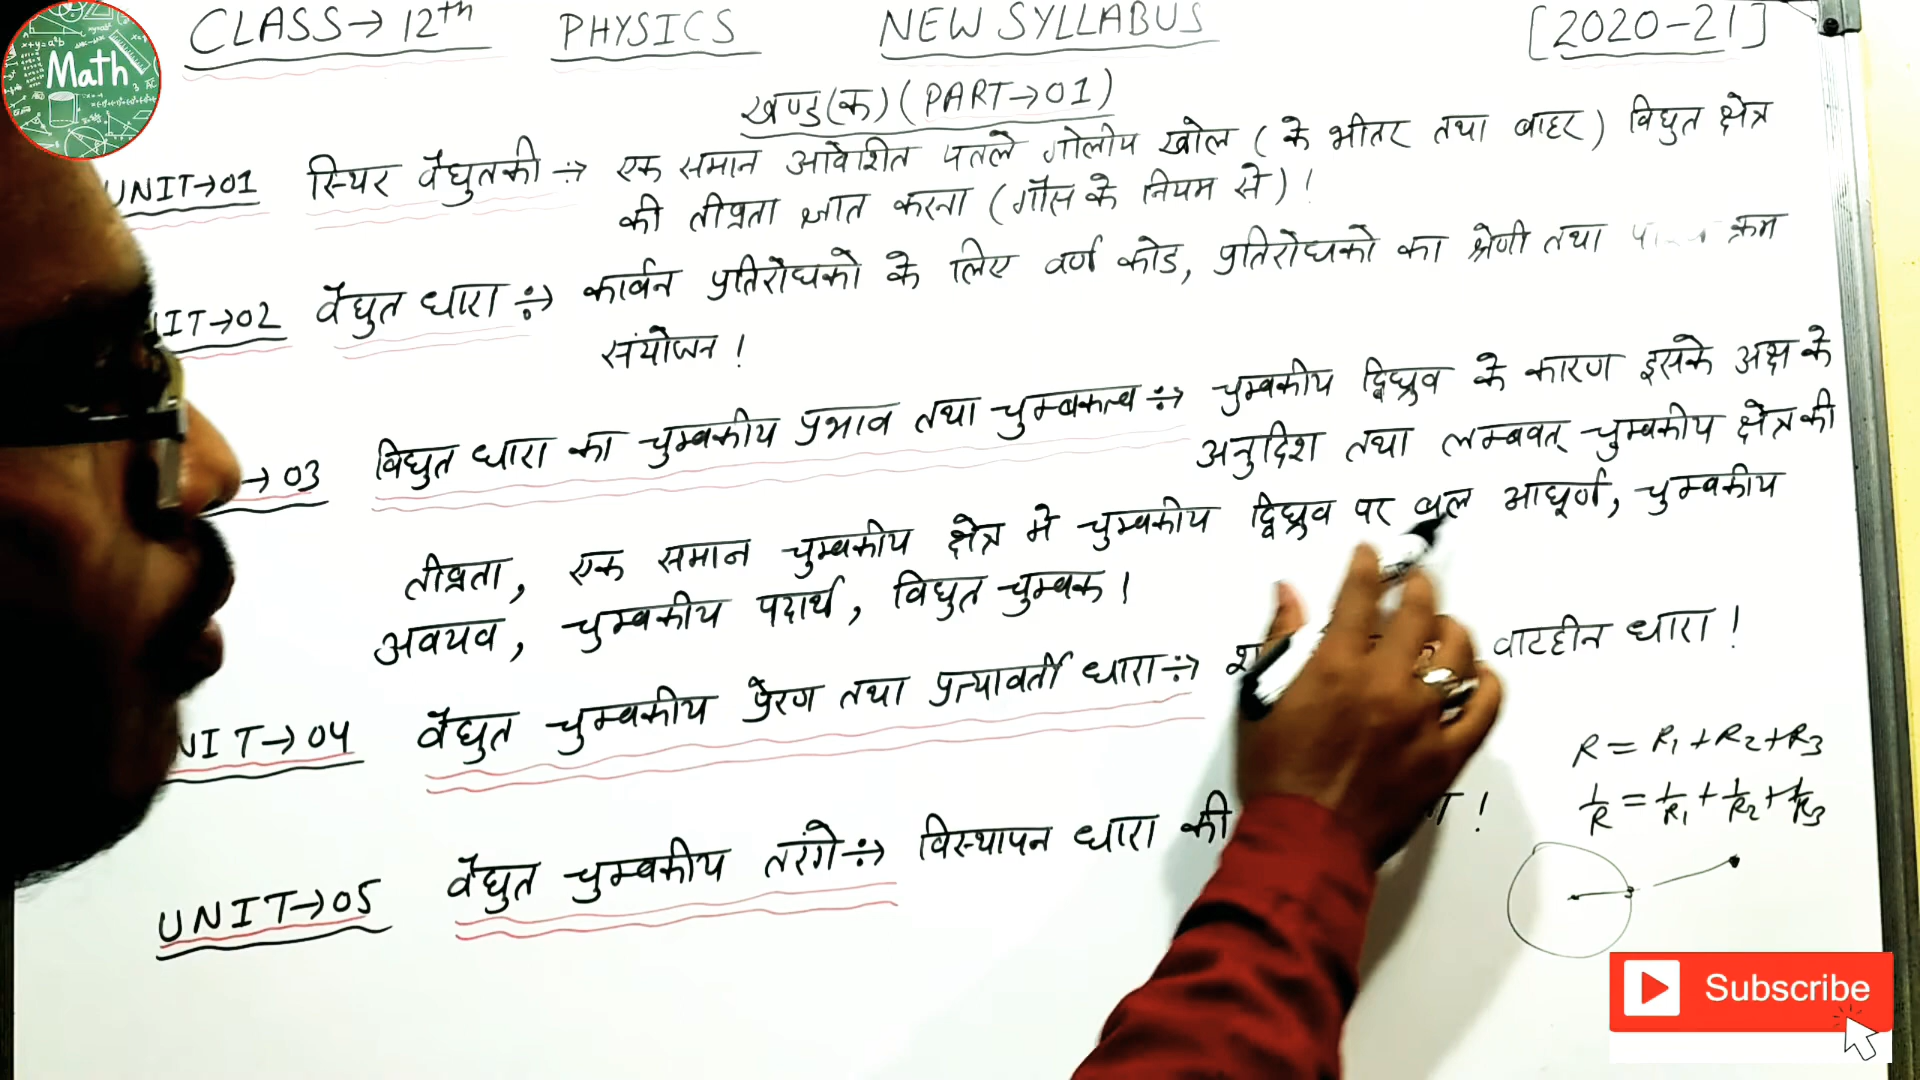 CLASS→12th PHYSICS NEW SYLLABUS [2020-21]
Math
खण्ड(क)(PART→01)
UNIT→01 स्थिर वैद्युतकी ÷→ एक समान आवेशित पतले गोलीय खोल (के भीतर तथा बाहर) विद्युत क्षेत्र
की तीव्रता ज्ञात करना (गौस के नियम से)!
UNIT→02 वैद्युत धारा ÷→ कार्बन प्रतिरोधको के लिए वर्ण कोड, प्रतिरोधको का श्रेणी तथा क्रम
संयोजन!
→03 विद्युत धारा का चुम्बकीय प्रभाव तथा चुम्बकत्व ÷→ चुम्बकीय द्विध्रुव के कारण इसके अक्ष के
अनुदिश तथा लम्बवत् चुम्बकीय क्षेत्र की
तीव्रता, एक समान चुम्बकीय क्षेत्र मे चुम्बकीय द्विध्रुव पर बल आघूर्ण, चुम्बकीय
अवयव, चुम्बकीय पदार्थ, विद्युत चुम्बक।
UNIT→04 वैद्युत चुम्बकीय प्रेरण तथा प्रत्यावर्ती धारा ÷→ वाटहीन धारा!
R = R1+R2+R3
1/R = 1/R1 + 1/R2 + 1/R3
UNIT→05 वैद्युत चुम्बकीय तरंगे ÷→ विस्थापन धारा की !
Subscribe